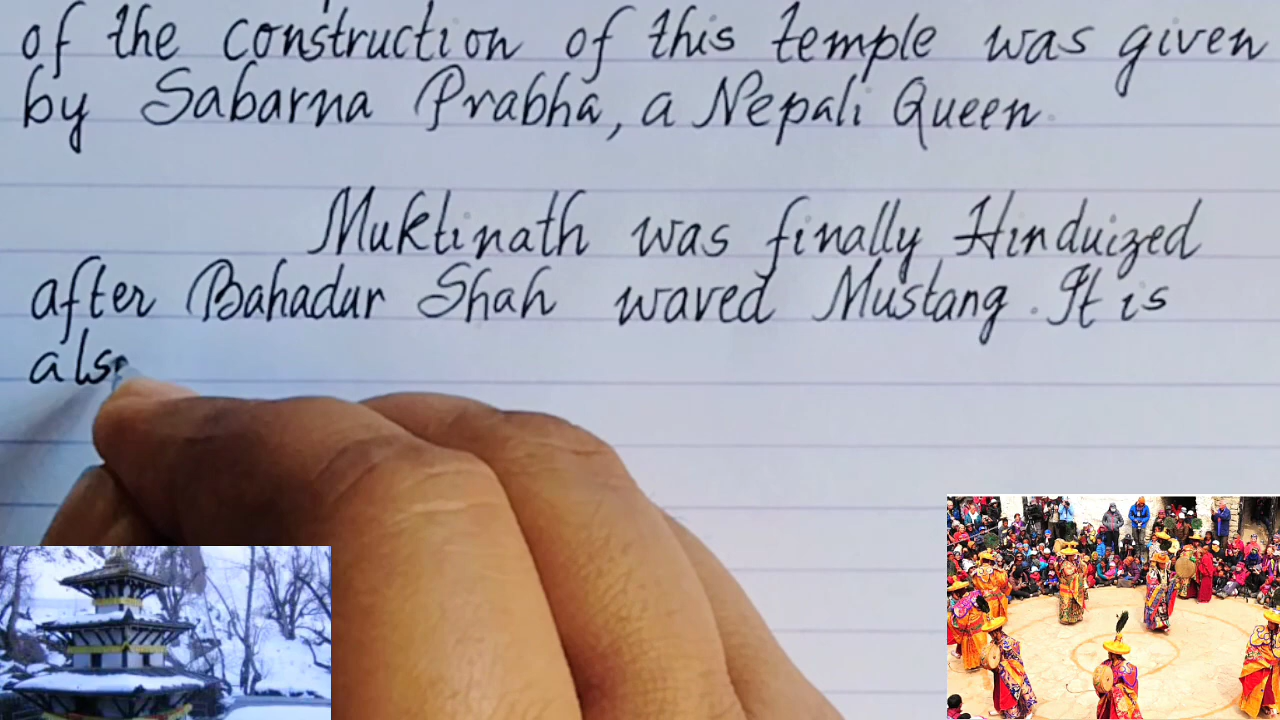 of the construction of this temple was given
by Sabarna Prabha, a Nepali Queen.
Muktinath was finally Hinduized
after Bahadur Shah waved Mustang. It is
also